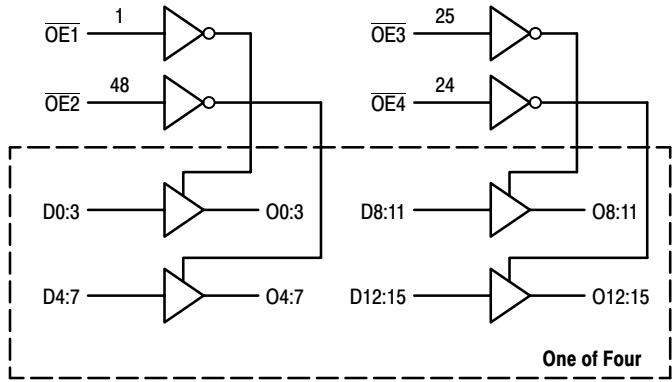 OE1 1
OE3 25
OE2 48
OE4 24
D0:3 O0:3
D8:11 O8:11
D4:7 O4:7
D12:15 O12:15
One of Four